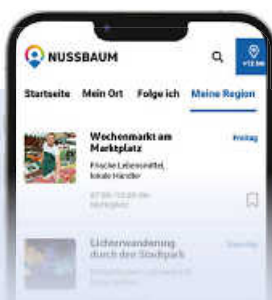 NUSSBAUM
Startseite Mein Ort Folge ich Meine Region
Wochenmarkt am Freitag
Marktplatz
Frische Lebensmittel,
lokale Händler
Marktplatz
Lichterwanderung
durch den Stadtpark